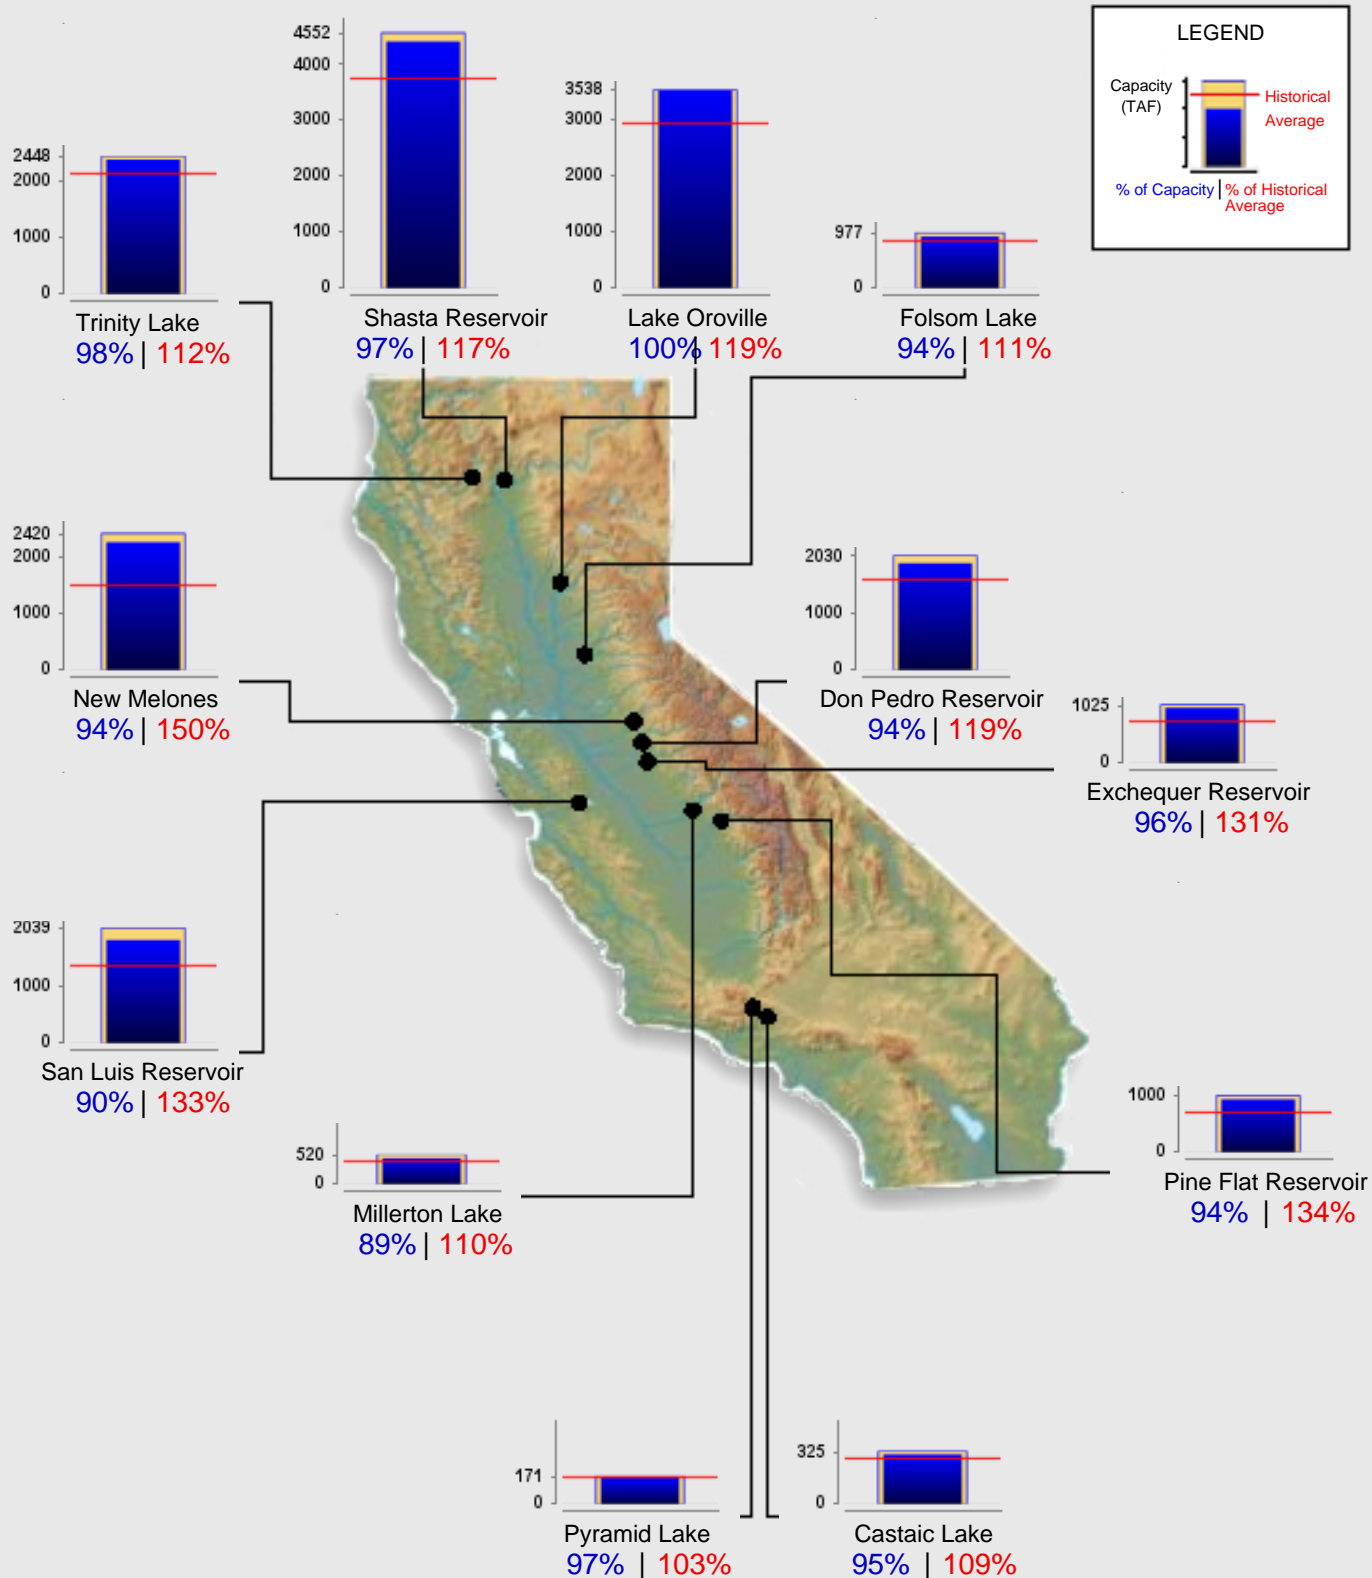 LEGEND
Capacity
(TAF)
Historical
Average
% of Capacity | % of Historical
Average
4552
4000
3000
2000
1000
0
Shasta Reservoir
97% | 117%
3538
3000
2000
1000
0
Lake Oroville
100% | 119%
2448
2000
1000
0
Trinity Lake
98% | 112%
977
0
Folsom Lake
94% | 111%
2420
2000
1000
0
New Melones
94% | 150%
2030
1000
0
Don Pedro Reservoir
94% | 119%
1025
0
Exchequer Reservoir
96% | 131%
2039
1000
0
San Luis Reservoir
90% | 133%
520
0
Millerton Lake
89% | 110%
1000
0
Pine Flat Reservoir
94% | 134%
171
0
Pyramid Lake
97% | 103%
325
0
Castaic Lake
95% | 109%